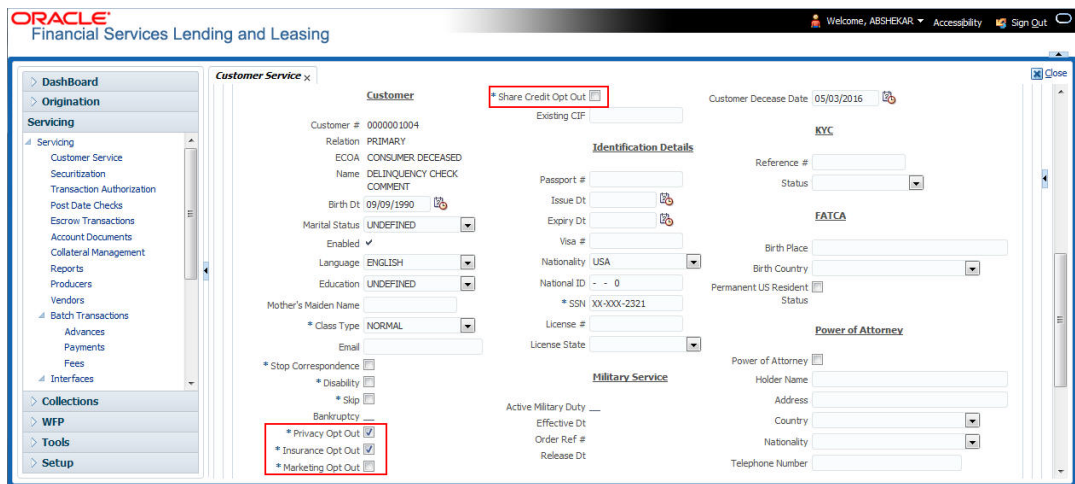 ORACLE
Financial Services Lending and Leasing
Welcome, ABSHEKAR
Accessibility
Sign Out
DashBoard
Origination
Servicing
Servicing
Customer Service
Securitization
Transaction Authorization
Post Date Checks
Escrow Transactions
Account Documents
Collateral Management
Reports
Producers
Vendors
Batch Transactions
Advances
Payments
Fees
Interfaces
Collections
WFP
Tools
Setup
Customer Service
Close
Customer
Customer # 0000001004
Relation PRIMARY
ECOA CONSUMER DECEASED
Name DELINQUENCY CHECK
COMMENT
Birth Dt 09/09/1990
Marital Status UNDEFINED
Enabled
Language ENGLISH
Education UNDEFINED
Mother's Maiden Name
* Class Type NORMAL
Email
* Stop Correspondence
* Disability
* Skip
Bankruptcy
* Privacy Opt Out
* Insurance Opt Out
* Marketing Opt Out
* Share Credit Opt Out
Existing CIF
Identification Details
Passport #
Issue Dt
Expiry Dt
Visa #
Nationality USA
National ID - - 0
* SSN XX-XXX-2321
License #
License State
Military Service
Active Military Duty
Effective Dt
Order Ref #
Release Dt
Customer Decease Date 05/03/2016
KYC
Reference #
Status
FATCA
Birth Place
Birth Country
Permanent US Resident
Status
Power of Attorney
Power of Attorney
Holder Name
Address
Country
Nationality
Telephone Number